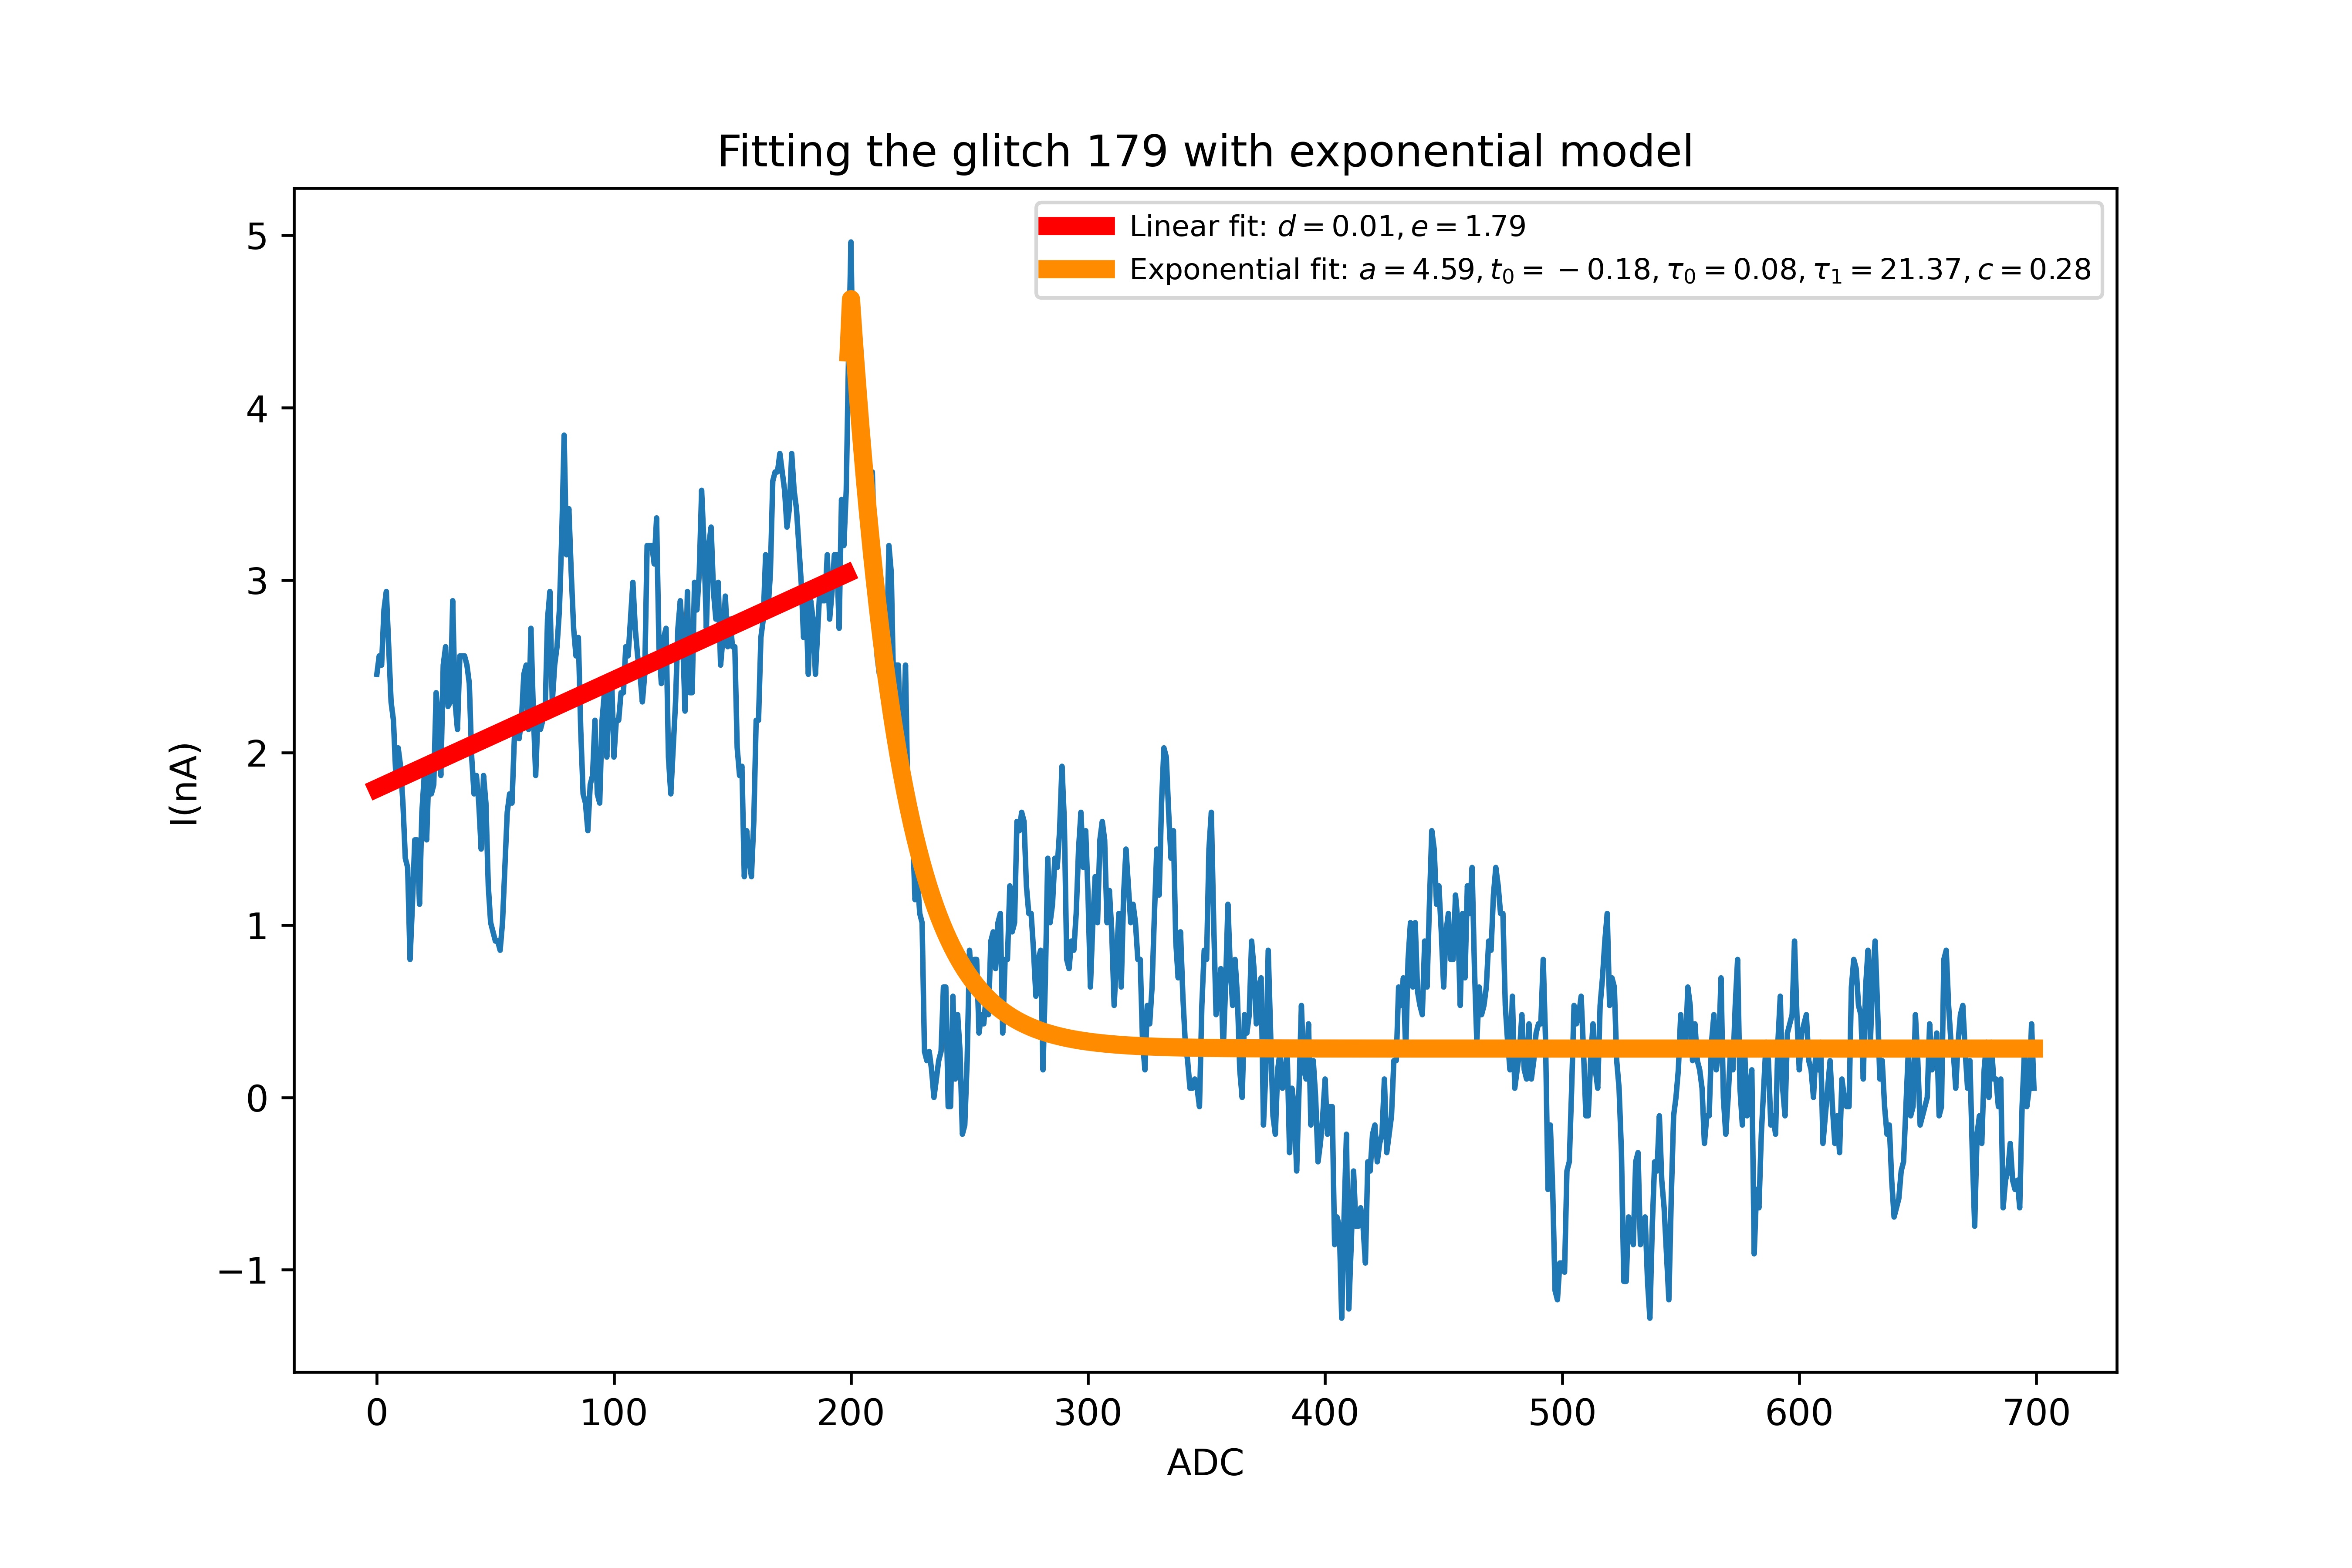 Fitting the glitch 179 with exponential model
Linear fit: d = 0.01, e = 1.79
Exponential fit: a = 4.59, t₀ = −0.18, τ₀ = 0.08, τ₁ = 21.37, c = 0.28
5
4
3
2
1
0
−1
I(nA)
0 100 200 300 400 500 600 700
ADC